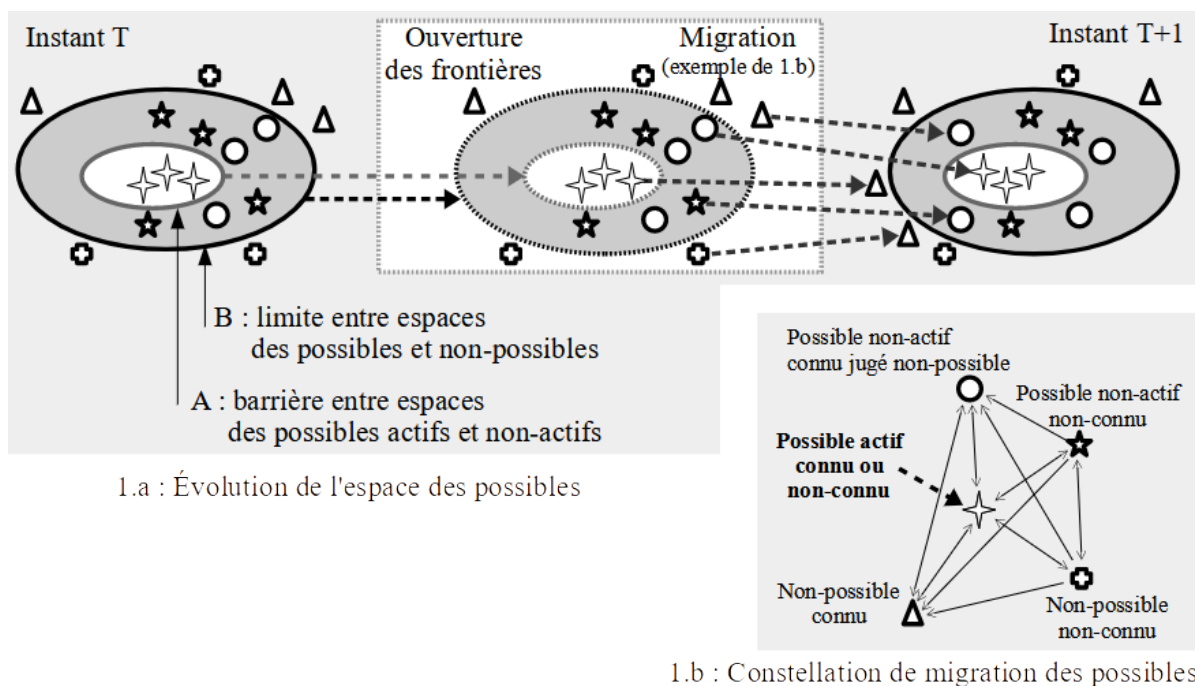 Instant T
Ouverture
des frontières
Migration
(exemple de 1.b)
Instant T+1
B : limite entre espaces
des possibles et non-possibles
A : barrière entre espaces
des possibles actifs et non-actifs
1.a : Évolution de l'espace des possibles
Possible non-actif
connu jugé non-possible
Possible non-actif
non-connu
Possible actif
connu ou
non-connu
Non-possible
connu
Non-possible
non-connu
1.b : Constellation de migration des possibles